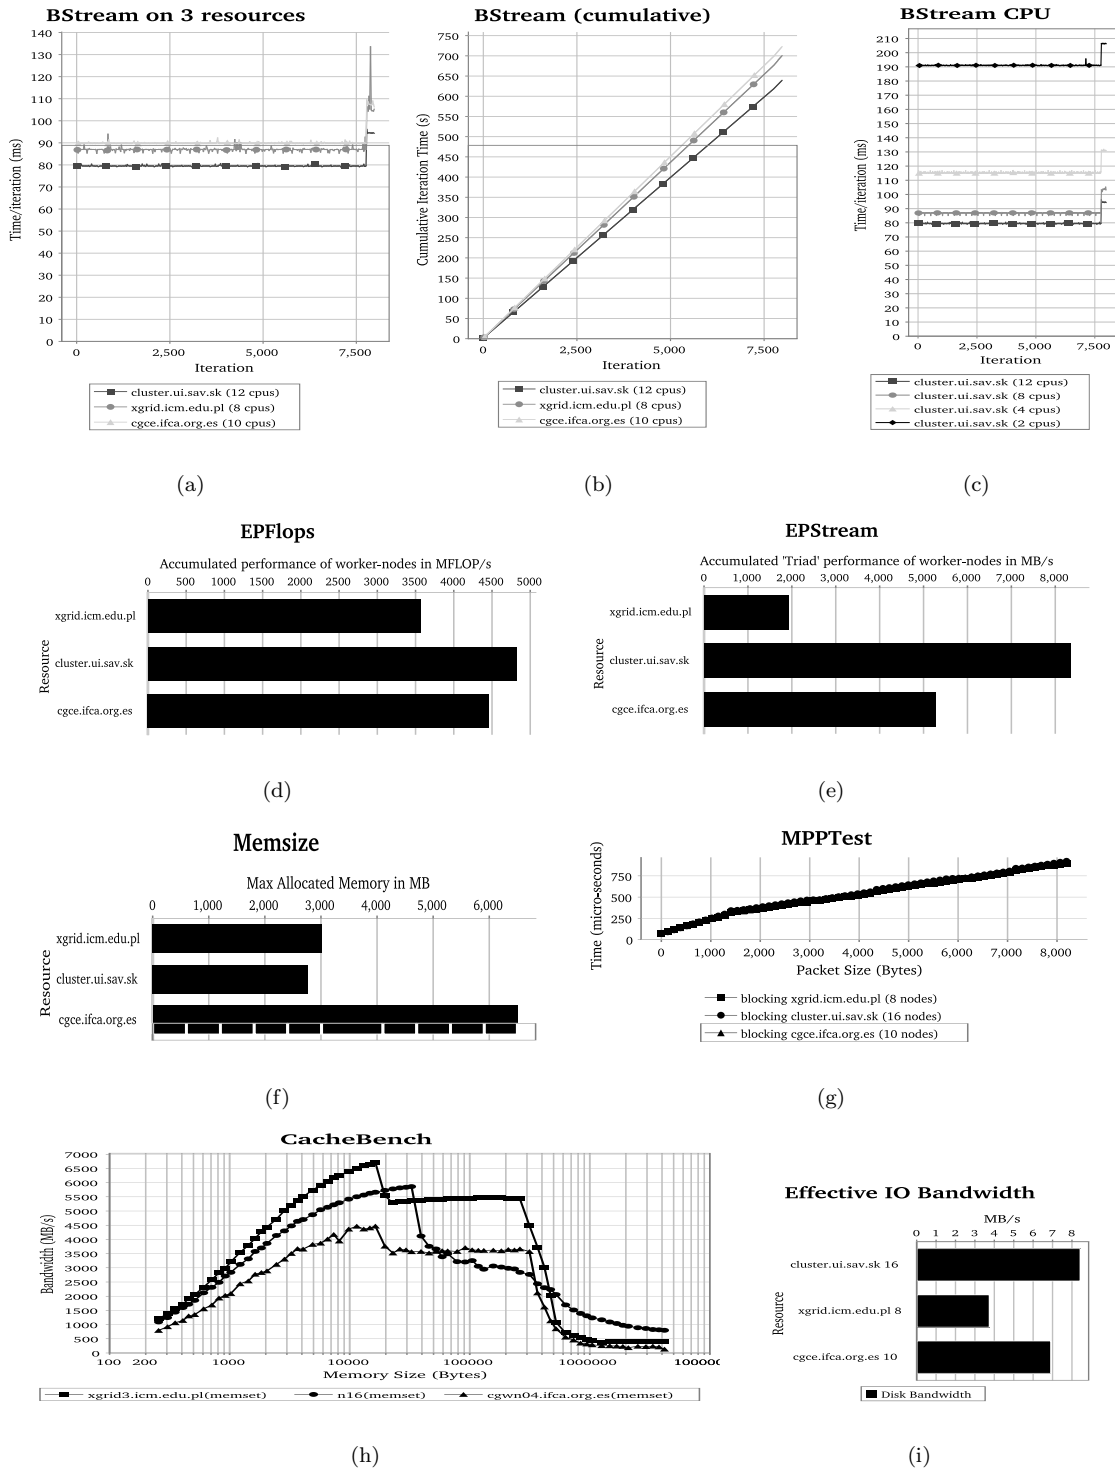 BStream on 3 resources
140
130
120
110
100
90
80
70
60
50
40
30
20
10
0
Time/iteration (ms)
0 2,500 5,000 7,500
Iteration
cluster.ui.sav.sk (12 cpus)
xgrid.icm.edu.pl (8 cpus)
cgce.ifca.org.es (10 cpus)
(a)
BStream (cumulative)
750
700
650
600
550
500
450
400
350
300
250
200
150
100
50
0
Cumulative Iteration Time (s)
0 2,500 5,000 7,500
Iteration
cluster.ui.sav.sk (12 cpus)
xgrid.icm.edu.pl (8 cpus)
cgce.ifca.org.es (10 cpus)
(b)
BStream CPU
210
200
190
180
170
160
150
140
130
120
110
100
90
80
70
60
50
40
30
20
10
0
Time/iteration (ms)
0 2,500 5,000 7,500
Iteration
cluster.ui.sav.sk (12 cpus)
cluster.ui.sav.sk (8 cpus)
cluster.ui.sav.sk (4 cpus)
cluster.ui.sav.sk (2 cpus)
(c)
EPFlops
Accumulated performance of worker-nodes in MFLOP/s
0 500 1000 1500 2000 2500 3000 3500 4000 4500 5000
xgrid.icm.edu.pl
cluster.ui.sav.sk
cgce.ifca.org.es
Resource
(d)
EPStream
Accumulated 'Triad' performance of worker-nodes in MB/s
0 1,000 2,000 3,000 4,000 5,000 6,000 7,000 8,000
xgrid.icm.edu.pl
cluster.ui.sav.sk
cgce.ifca.org.es
Resource
(e)
Memsize
Max Allocated Memory in MB
0 1,000 2,000 3,000 4,000 5,000 6,000
xgrid.icm.edu.pl
cluster.ui.sav.sk
cgce.ifca.org.es
Resource
(f)
MPPTest
750
500
250
0
Time (micro-seconds)
0 1,000 2,000 3,000 4,000 5,000 6,000 7,000 8,000
Packet Size (Bytes)
blocking xgrid.icm.edu.pl (8 nodes)
blocking cluster.ui.sav.sk (16 nodes)
blocking cgce.ifca.org.es (10 nodes)
(g)
CacheBench
7000
6500
6000
5500
5000
4500
4000
3500
3000
2500
2000
1500
1000
500
0
Bandwidth (MB/s)
100 200 1000 10000 100000 1000000
Memory Size (Bytes)
xgrid3.icm.edu.pl(memset) n16(memset) cgwn04.ifca.org.es(memset)
(h)
Effective IO Bandwidth
MB/s
0 1 2 3 4 5 6 7 8
cluster.ui.sav.sk 16
xgrid.icm.edu.pl 8
cgce.ifca.org.es 10
Resource
Disk Bandwidth
(i)